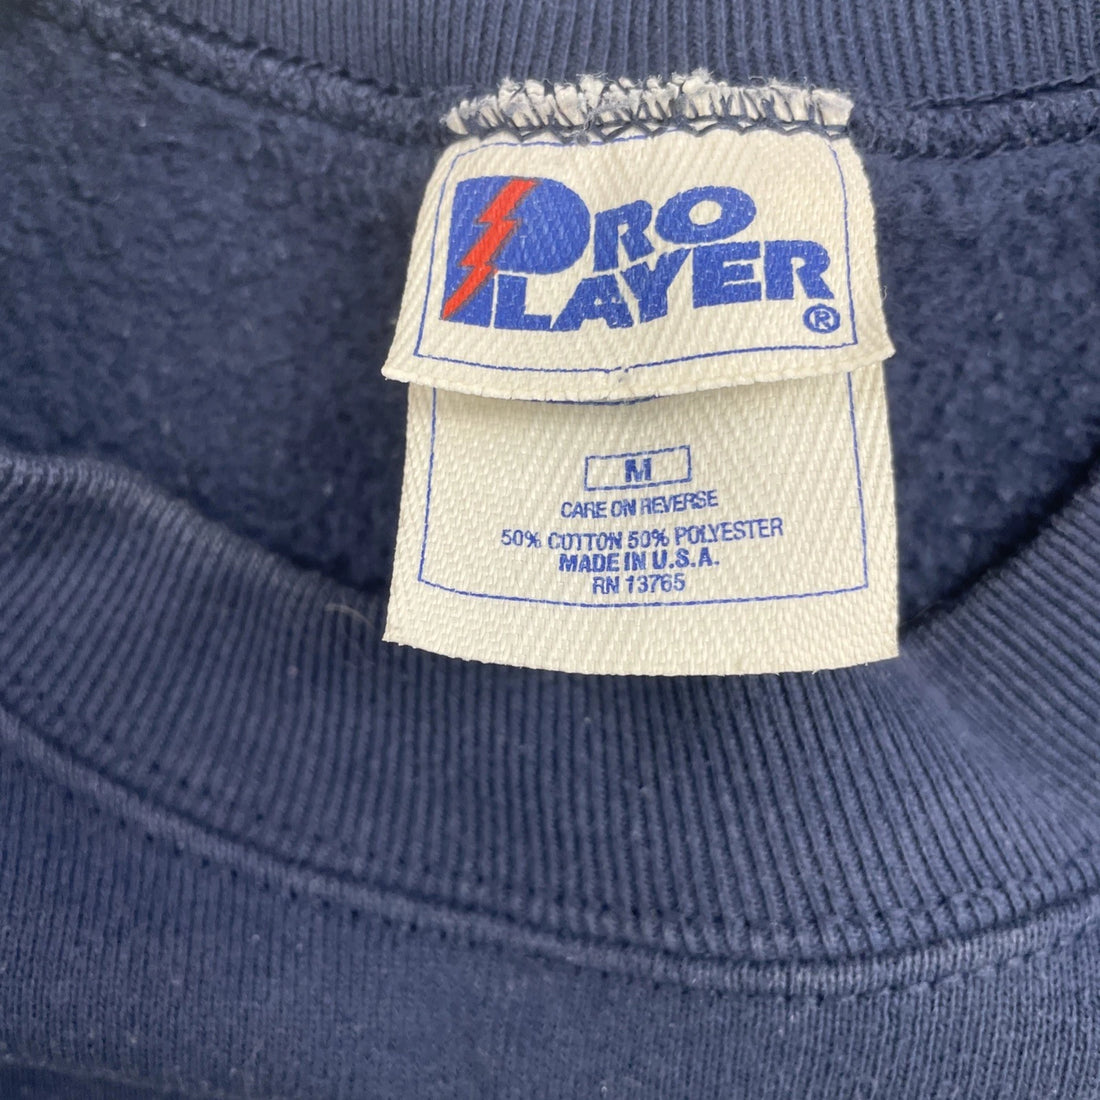 PRO
PLAYER®
M
CARE ON REVERSE
50% COTTON 50% POLYESTER
MADE IN U.S.A.
RN 13765